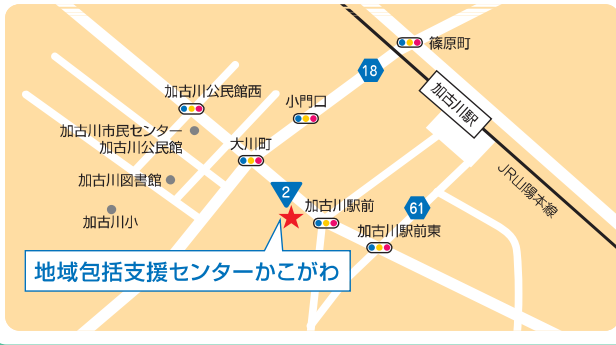 篠原町
18
加古川駅
加古川公民館西
小門口
加古川市民センター
加古川公民館
大川町
JR山陽本線
加古川図書館
2
加古川駅前
61
加古川小
加古川駅前東
地域包括支援センターかこがわ